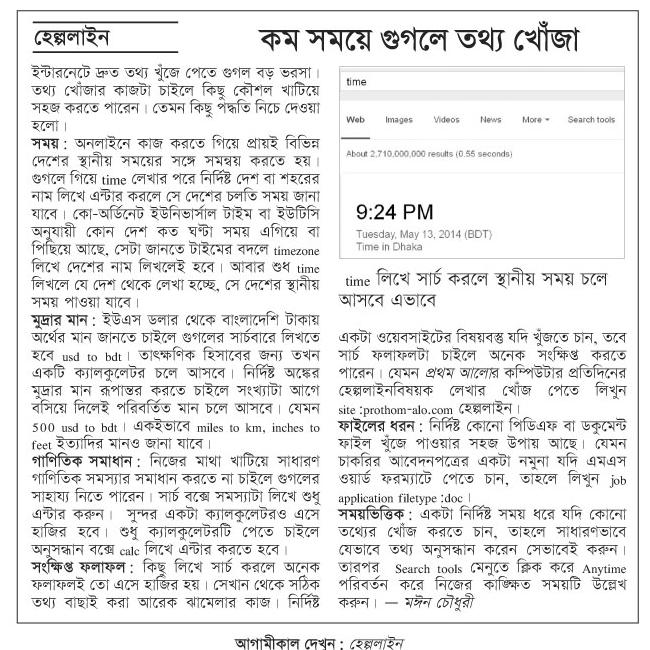 হেল্পলাইন
কম সময়ে গুগলে তথ্য খোঁজা
ইন্টারনেটে দ্রুত তথ্য খুঁজে পেতে গুগল বড় ভরসা।
তথ্য খোঁজার কাজটা চাইলে কিছু কৌশল খাটিয়ে
সহজ করতে পারেন। তেমন কিছু পদ্ধতি নিচে দেওয়া
হলো।
সময় : অনলাইনে কাজ করতে গিয়ে প্রায়ই বিভিন্ন
দেশের স্থানীয় সময়ের সঙ্গে সমন্বয় করতে হয়।
গুগলে গিয়ে time লেখার পরে নির্দিষ্ট দেশ বা শহরের
নাম লিখে এন্টার করলে সে দেশের চলতি সময় জানা
যাবে। কো-অর্ডিনেট ইউনিভার্সাল টাইম বা ইউটিসি
অনুযায়ী কোন দেশ কত ঘণ্টা সময় এগিয়ে বা
পিছিয়ে আছে, সেটা জানতে টাইমের বদলে timezone
লিখে দেশের নাম লিখলেই হবে। আবার শুধ time
লিখলে যে দেশ থেকে লেখা হচ্ছে, সে দেশের স্থানীয়
সময় পাওয়া যাবে।
মুদ্রার মান : ইউএস ডলার থেকে বাংলাদেশি টাকায়
অর্থের মান জানতে চাইলে গুগলের সার্চবারে লিখতে
হবে usd to bdt। তাৎক্ষণিক হিসাবের জন্য তখন
একটি ক্যালকুলেটর চলে আসবে। নির্দিষ্ট অঙ্কের
মুদ্রার মান রূপান্তর করতে চাইলে সংখ্যাটা আগে
বসিয়ে দিলেই পরিবর্তিত মান চলে আসবে। যেমন
500 usd to bdt। একইভাবে miles to km, inches to
feet ইত্যাদির মানও জানা যাবে।
গাণিতিক সমাধান : নিজের মাথা খাটিয়ে সাধারণ
গাণিতিক সমস্যার সমাধান করতে না চাইলে গুগলের
সাহায্য নিতে পারেন। সার্চ বক্সে সমস্যাটা লিখে শুধু
এন্টার করুন। সুন্দর একটা ক্যালকুলেটরও এসে
হাজির হবে। শুধু ক্যালকুলেটরটি পেতে চাইলে
অনুসন্ধান বক্সে calc লিখে এন্টার করতে হবে।
সংক্ষিপ্ত ফলাফল : কিছু লিখে সার্চ করলে অনেক
ফলাফলই তো এসে হাজির হয়। সেখান থেকে সঠিক
তথ্য বাছাই করা আরেক ঝামেলার কাজ। নির্দিষ্ট
time
Web Images Videos News More Search tools
About 2,710,000,000 results (0.55 seconds)
9:24 PM
Tuesday, May 13, 2014 (BDT)
Time in Dhaka
time লিখে সার্চ করলে স্থানীয় সময় চলে
আসবে এভাবে
একটা ওয়েবসাইটের বিষয়বস্তু যদি খুঁজতে চান, তবে
সার্চ ফলাফলটা চাইলে অনেক সংক্ষিপ্ত করতে
পারেন। যেমন প্রথম আলোর কম্পিউটার প্রতিদিনের
হেল্পলাইনবিষয়ক লেখার খোঁজ পেতে লিখুন
site :prothom-alo.com হেল্পলাইন।
ফাইলের ধরন : নির্দিষ্ট কোনো পিডিএফ বা ডকুমেন্ট
ফাইল খুঁজে পাওয়ার সহজ উপায় আছে। যেমন
চাকরির আবেদনপত্রের একটা নমুনা যদি এমএস
ওয়ার্ড ফরম্যাটে পেতে চান, তাহলে লিখুন job
application filetype :doc।
সময়ভিত্তিক : একটা নির্দিষ্ট সময় ধরে যদি কোনো
তথ্যের খোঁজ করতে চান, তাহলে সাধারণভাবে
যেভাবে তথ্য অনুসন্ধান করেন সেভাবেই করুন।
তারপর Search tools মেনুতে ক্লিক করে Anytime
পরিবর্তন করে নিজের কাঙ্ক্ষিত সময়টি উল্লেখ
করুন। — মঈন চৌধুরী
আগামীকাল দেখুন : হেল্পলাইন